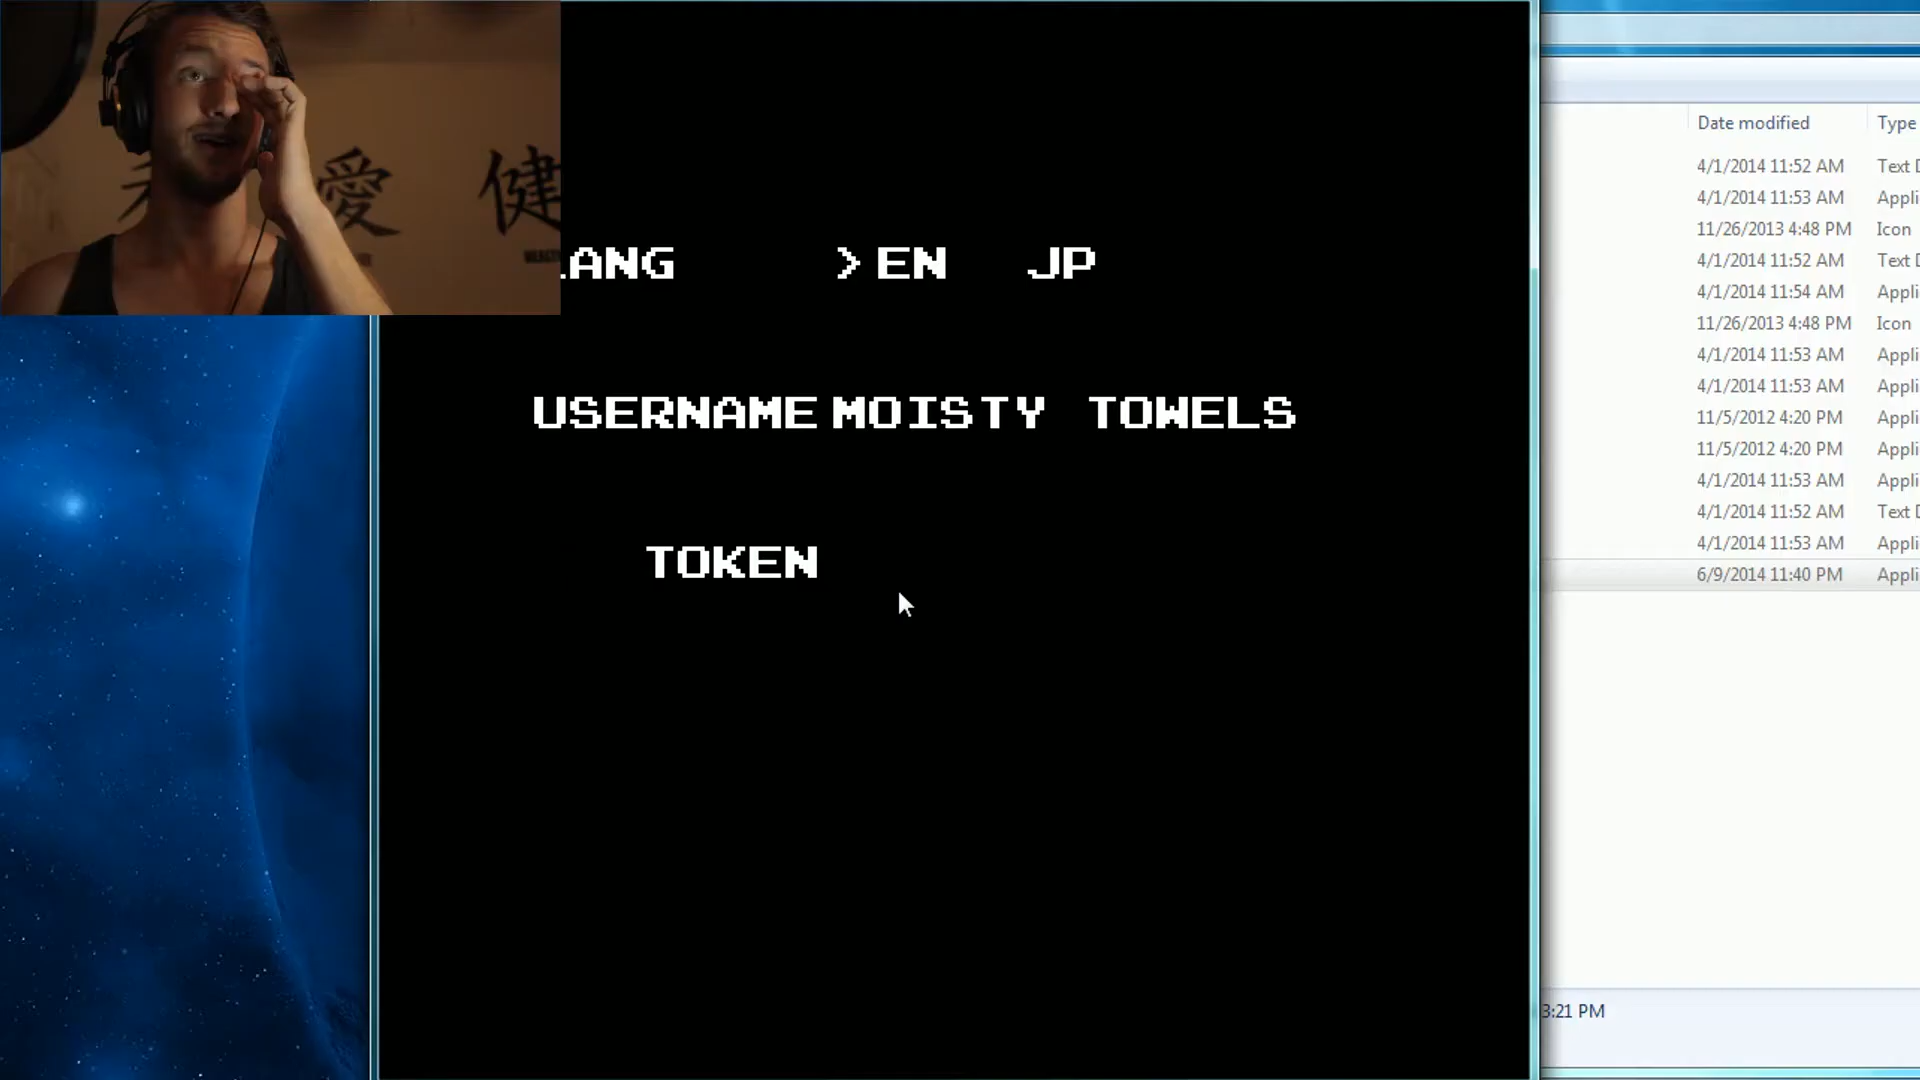 愛 健
LANG > EN JP
USERNAME MOISTY TOWELS
TOKEN
Date modified Type
4/1/2014 11:52 AM Text D
4/1/2014 11:53 AM Appli
11/26/2013 4:48 PM Icon
4/1/2014 11:52 AM Text D
4/1/2014 11:54 AM Appli
11/26/2013 4:48 PM Icon
4/1/2014 11:53 AM Appli
4/1/2014 11:53 AM Appli
11/5/2012 4:20 PM Appli
11/5/2012 4:20 PM Appli
4/1/2014 11:53 AM Appli
4/1/2014 11:52 AM Text D
4/1/2014 11:53 AM Appli
6/9/2014 11:40 PM Appli
3:21 PM